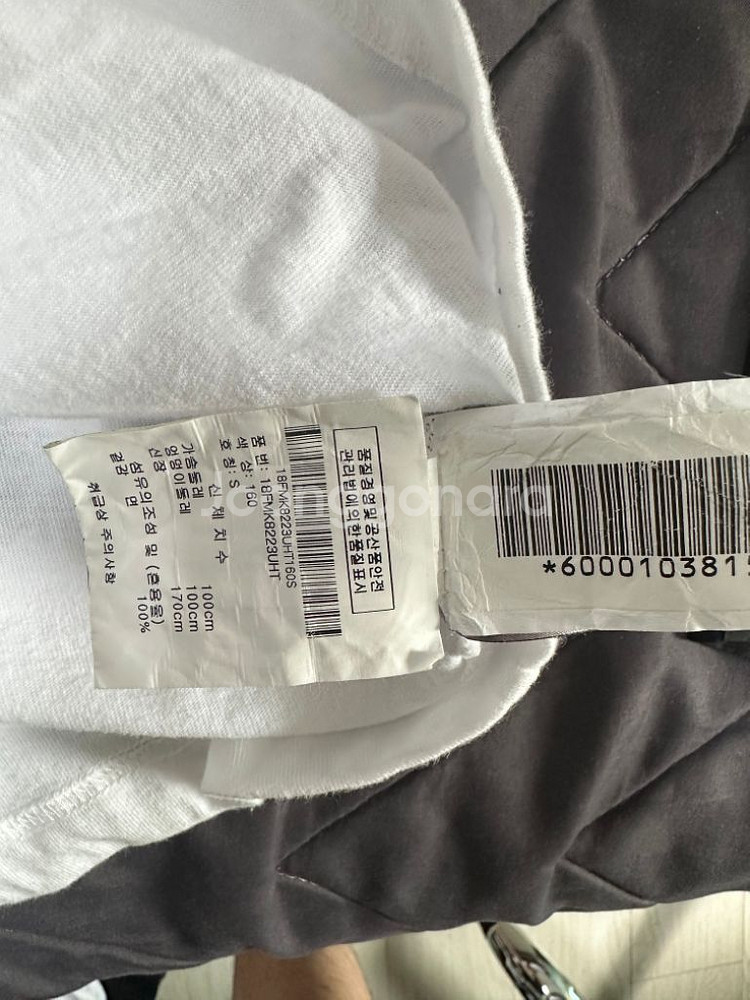 품질경영및공산품안전
관리법에의한품질표시
18FMK8223UHT160S
품 번: 18FMK8223UHT
색 상: 160
호 칭: S
신 체 치 수
가슴둘레 100cm
엉덩이둘레 100cm
신장 170cm
섬유의조성 및 (혼용율)
겉감 면 100%
취급상 주의사항
*6000103815
joonggonara